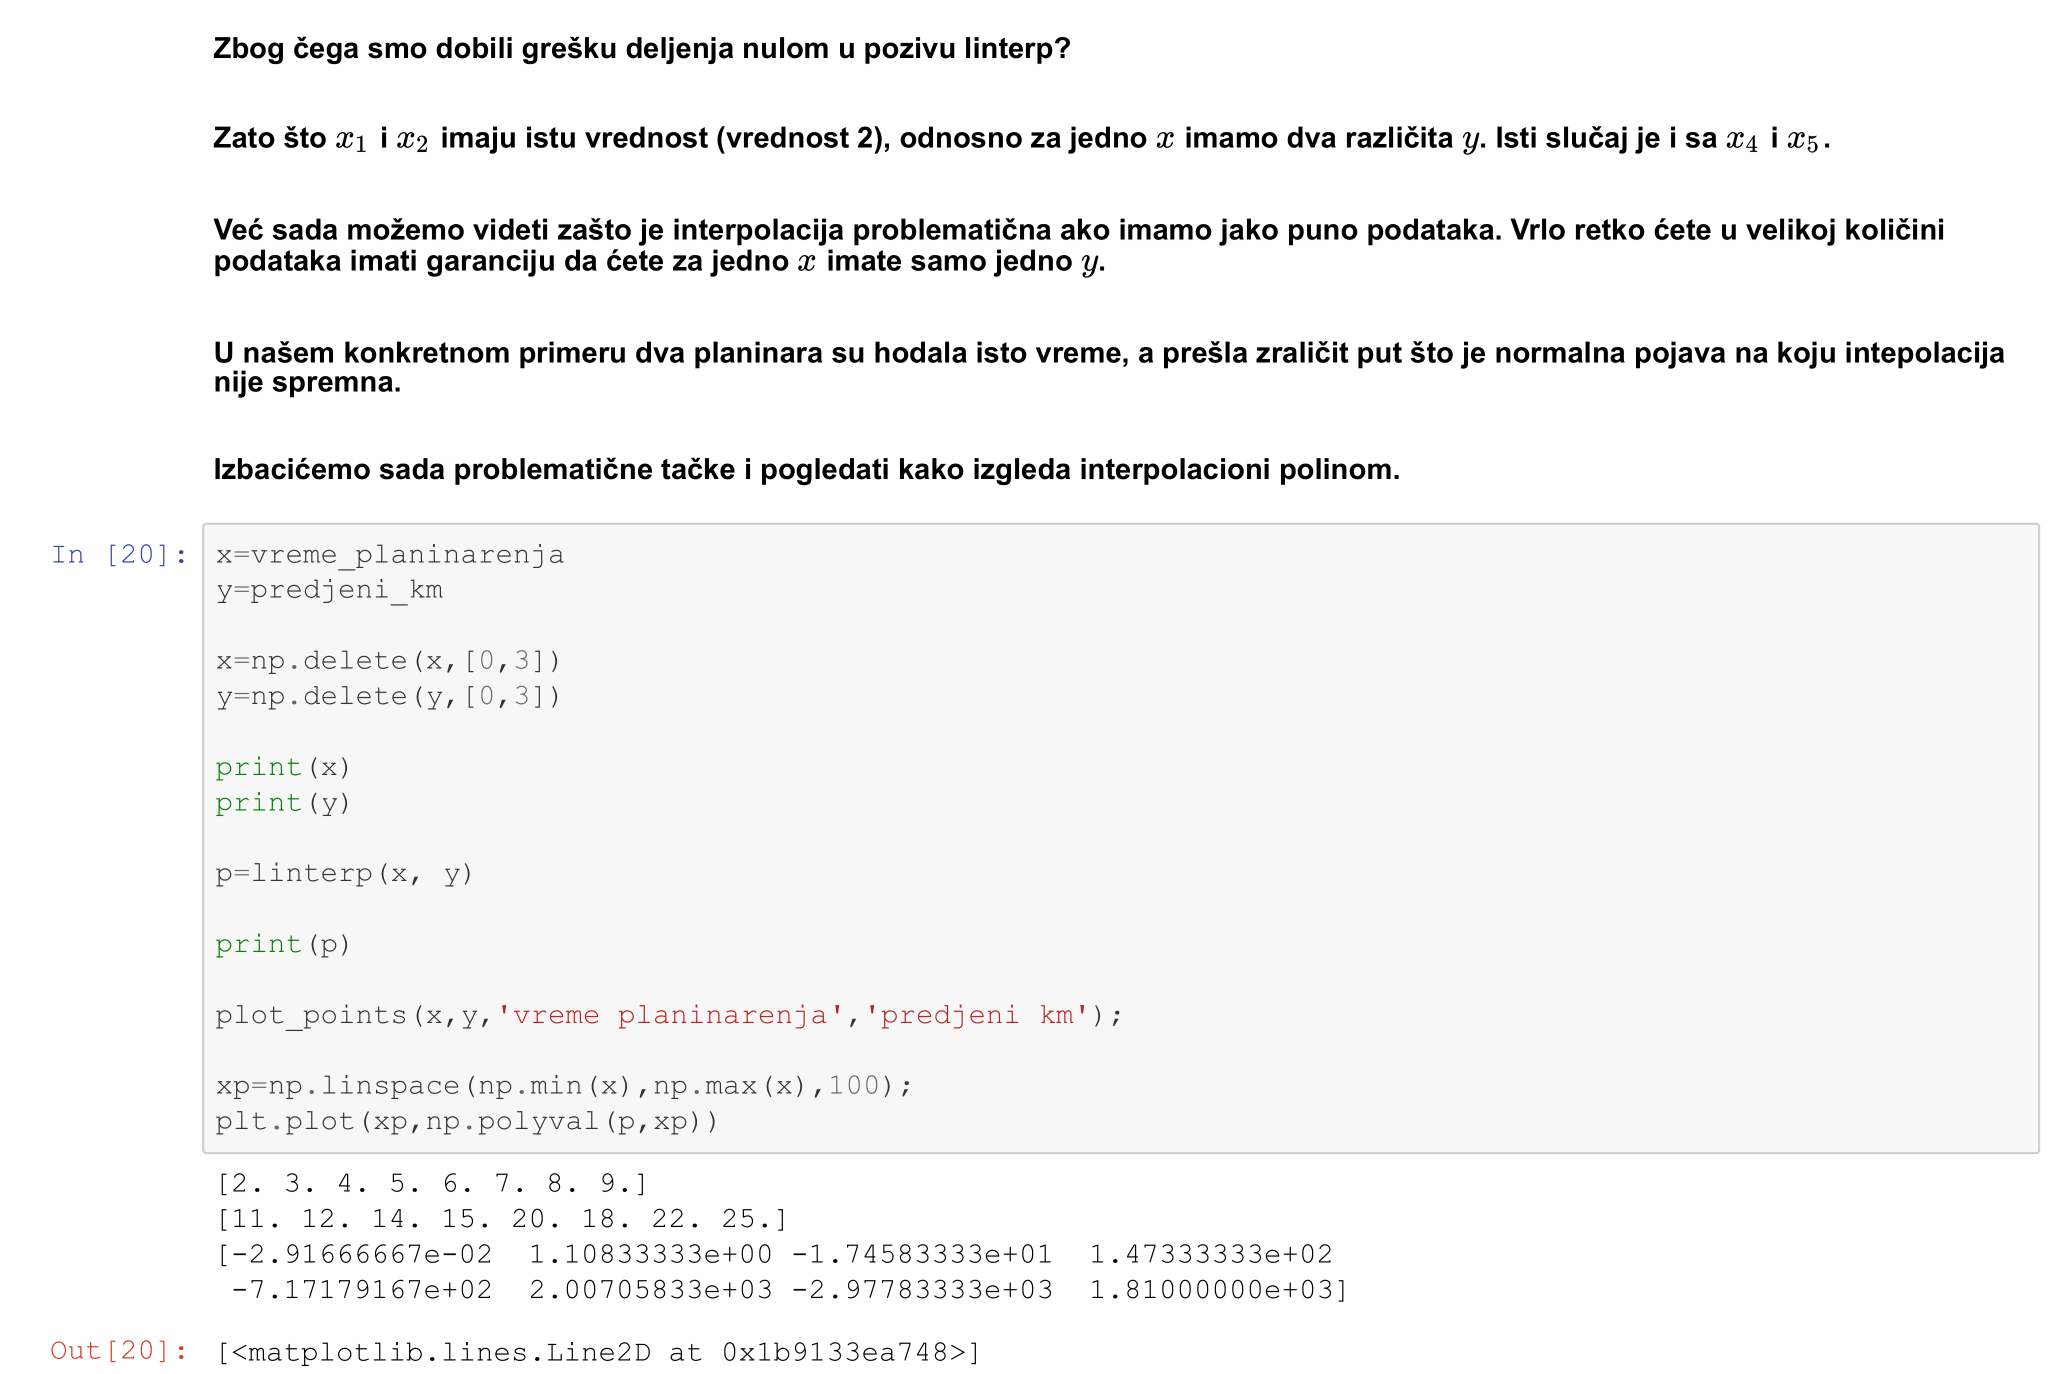 Zbog čega smo dobili grešku deljenja nulom u pozivu linterp?
Zato što x₁ i x₂ imaju istu vrednost (vrednost 2), odnosno za jedno x imamo dva različita y. Isti slučaj je i sa x₄ i x₅.
Već sada možemo videti zašto je interpolacija problematična ako imamo jako puno podataka. Vrlo retko ćete u velikoj količini
podataka imati garanciju da ćete za jedno x imate samo jedno y.
U našem konkretnom primeru dva planinara su hodala isto vreme, a prešla zraličit put što je normalna pojava na koju intepolacija
nije spremna.
Izbacićemo sada problematične tačke i pogledati kako izgleda interpolacioni polinom.
In [20]: x=vreme_planinarenja
y=predjeni_km
x=np.delete(x,[0,3])
y=np.delete(y,[0,3])
print(x)
print(y)
p=linterp(x, y)
print(p)
plot_points(x,y,'vreme planinarenja','predjeni km');
xp=np.linspace(np.min(x),np.max(x),100);
plt.plot(xp,np.polyval(p,xp))
[2. 3. 4. 5. 6. 7. 8. 9.]
[11. 12. 14. 15. 20. 18. 22. 25.]
[-2.91666667e-02  1.10833333e+00 -1.74583333e+01  1.47333333e+02
 -7.17179167e+02  2.00705833e+03 -2.97783333e+03  1.81000000e+03]
Out[20]: [<matplotlib.lines.Line2D at 0x1b9133ea748>]